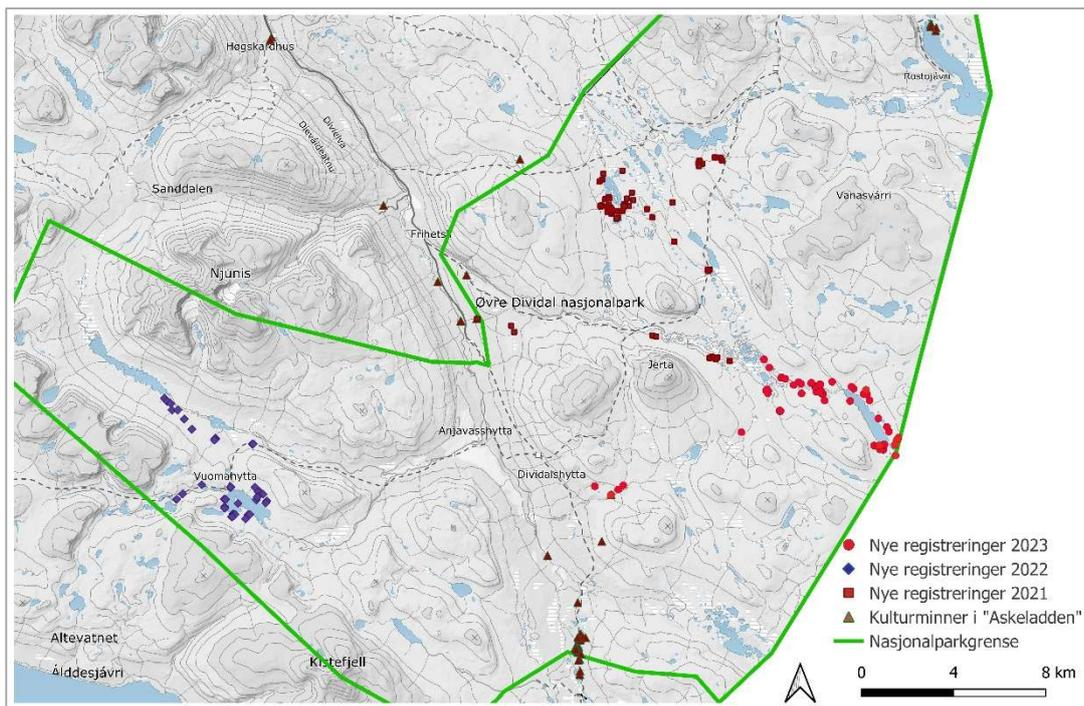 Høgskardhus
Rostojávri
Divielva
Dieváideatnu
Sanddalen
Vanasvárri
Frihetsli
Njunis
Øvre Dividal nasjonalpark
Jerta
Anjavasshytta
Vuomahytta
Dividalshytta
Nye registreringer 2023
Nye registreringer 2022
Nye registreringer 2021
Kulturminner i "Askeladden"
Nasjonalparkgrense
Altevatnet
Álddesjávri
Kistefjell
0 4 8 km